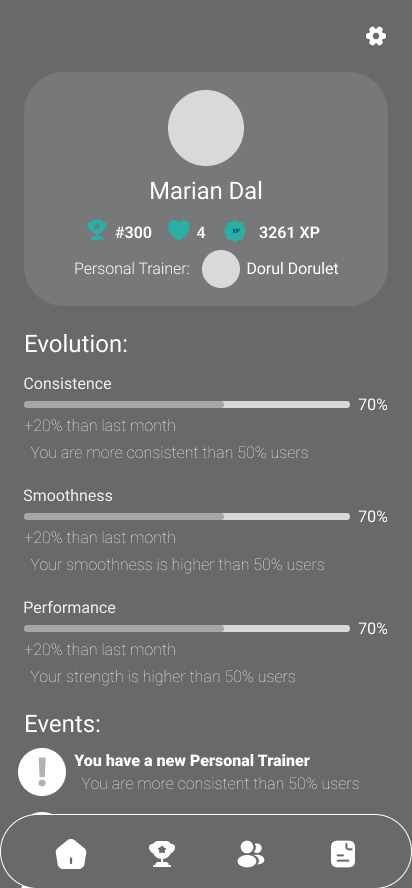 Marian Dal
#300 4 XP 3261 XP
Personal Trainer: Dorul Dorulet
Evolution:
Consistence
70%
+20% than last month
You are more consistent than 50% users
Smoothness
70%
+20% than last month
Your smoothness is higher than 50% users
Performance
70%
+20% than last month
Your strength is higher than 50% users
Events:
You have a new Personal Trainer
You are more consistent than 50% users